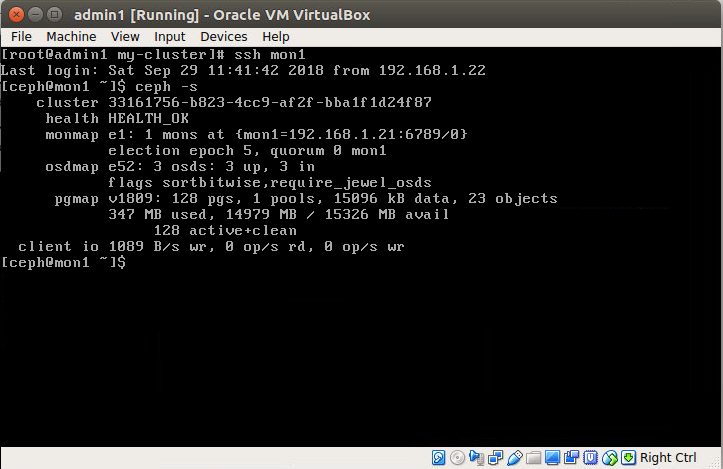 admin1 [Running] - Oracle VM VirtualBox
File Machine View Input Devices Help
[root@admin1 my-cluster]# ssh mon1
Last login: Sat Sep 29 11:41:42 2018 from 192.168.1.22
[ceph@mon1 ~]$ ceph -s
    cluster 33161756-b823-4cc9-af2f-bba1f1d24f87
     health HEALTH_OK
     monmap e1: 1 mons at {mon1=192.168.1.21:6789/0}
            election epoch 5, quorum 0 mon1
     osdmap e52: 3 osds: 3 up, 3 in
            flags sortbitwise,require_jewel_osds
      pgmap v1809: 128 pgs, 1 pools, 15096 kB data, 23 objects
            347 MB used, 14979 MB / 15326 MB avail
                 128 active+clean
  client io 1089 B/s wr, 0 op/s rd, 0 op/s wr
[ceph@mon1 ~]$
Right Ctrl